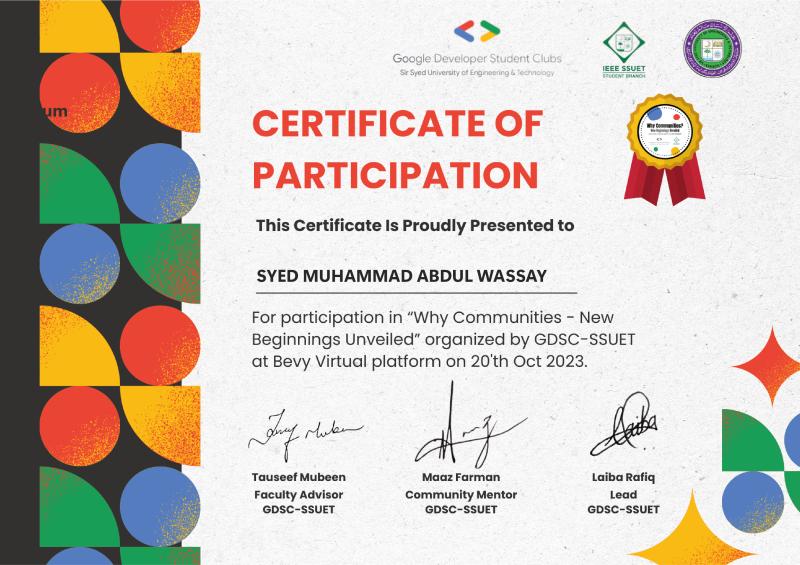 Google Developer Student Clubs
Sir Syed University of Engineering & Technology
IEEE SSUET
STUDENT BRANCH
um
CERTIFICATE OF
PARTICIPATION
Why Communities?
This Certificate Is Proudly Presented to
SYED MUHAMMAD ABDUL WASSAY
For participation in “Why Communities - New
Beginnings Unveiled” organized by GDSC-SSUET
at Bevy Virtual platform on 20'th Oct 2023.
Tauseef Mubeen
Faculty Advisor
GDSC-SSUET
Maaz Farman
Community Mentor
GDSC-SSUET
Laiba Rafiq
Lead
GDSC-SSUET